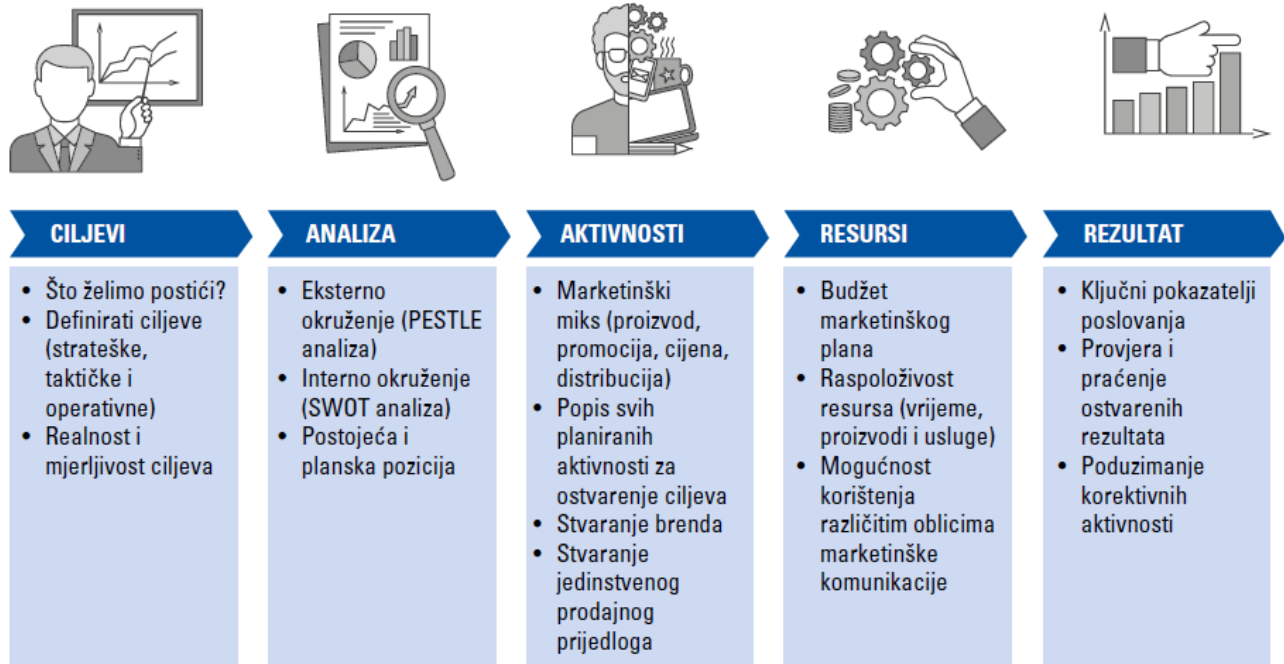 CILJEVI
• Što želimo postići?
• Definirati ciljeve
(strateške,
taktičke i
operativne)
• Realnost i
mjerljivost ciljeva
ANALIZA
• Eksterno
okruženje (PESTLE
analiza)
• Interno okruženje
(SWOT analiza)
• Postojeća i
planska pozicija
AKTIVNOSTI
• Marketinški
miks (proizvod,
promocija, cijena,
distribucija)
• Popis svih
planiranih
aktivnosti za
ostvarenje ciljeva
• Stvaranje brenda
• Stvaranje
jedinstvenog
prodajnog
prijedloga
RESURSI
• Budžet
marketinškog
plana
• Raspoloživost
resursa (vrijeme,
proizvodi i usluge)
• Mogućnost
korištenja
različitim oblicima
marketinške
komunikacije
REZULTAT
• Ključni pokazatelji
poslovanja
• Provjera i
praćenje
ostvarenih
rezultata
• Poduzimanje
korektivnih
aktivnosti